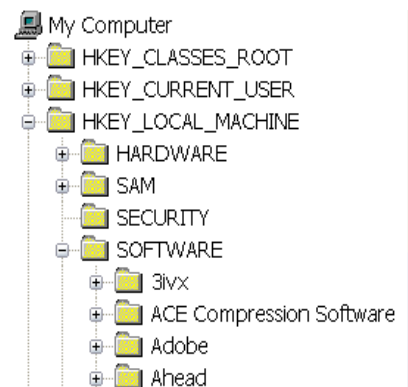 My Computer
HKEY_CLASSES_ROOT
HKEY_CURRENT_USER
HKEY_LOCAL_MACHINE
HARDWARE
SAM
SECURITY
SOFTWARE
3ivx
ACE Compression Software
Adobe
Ahead